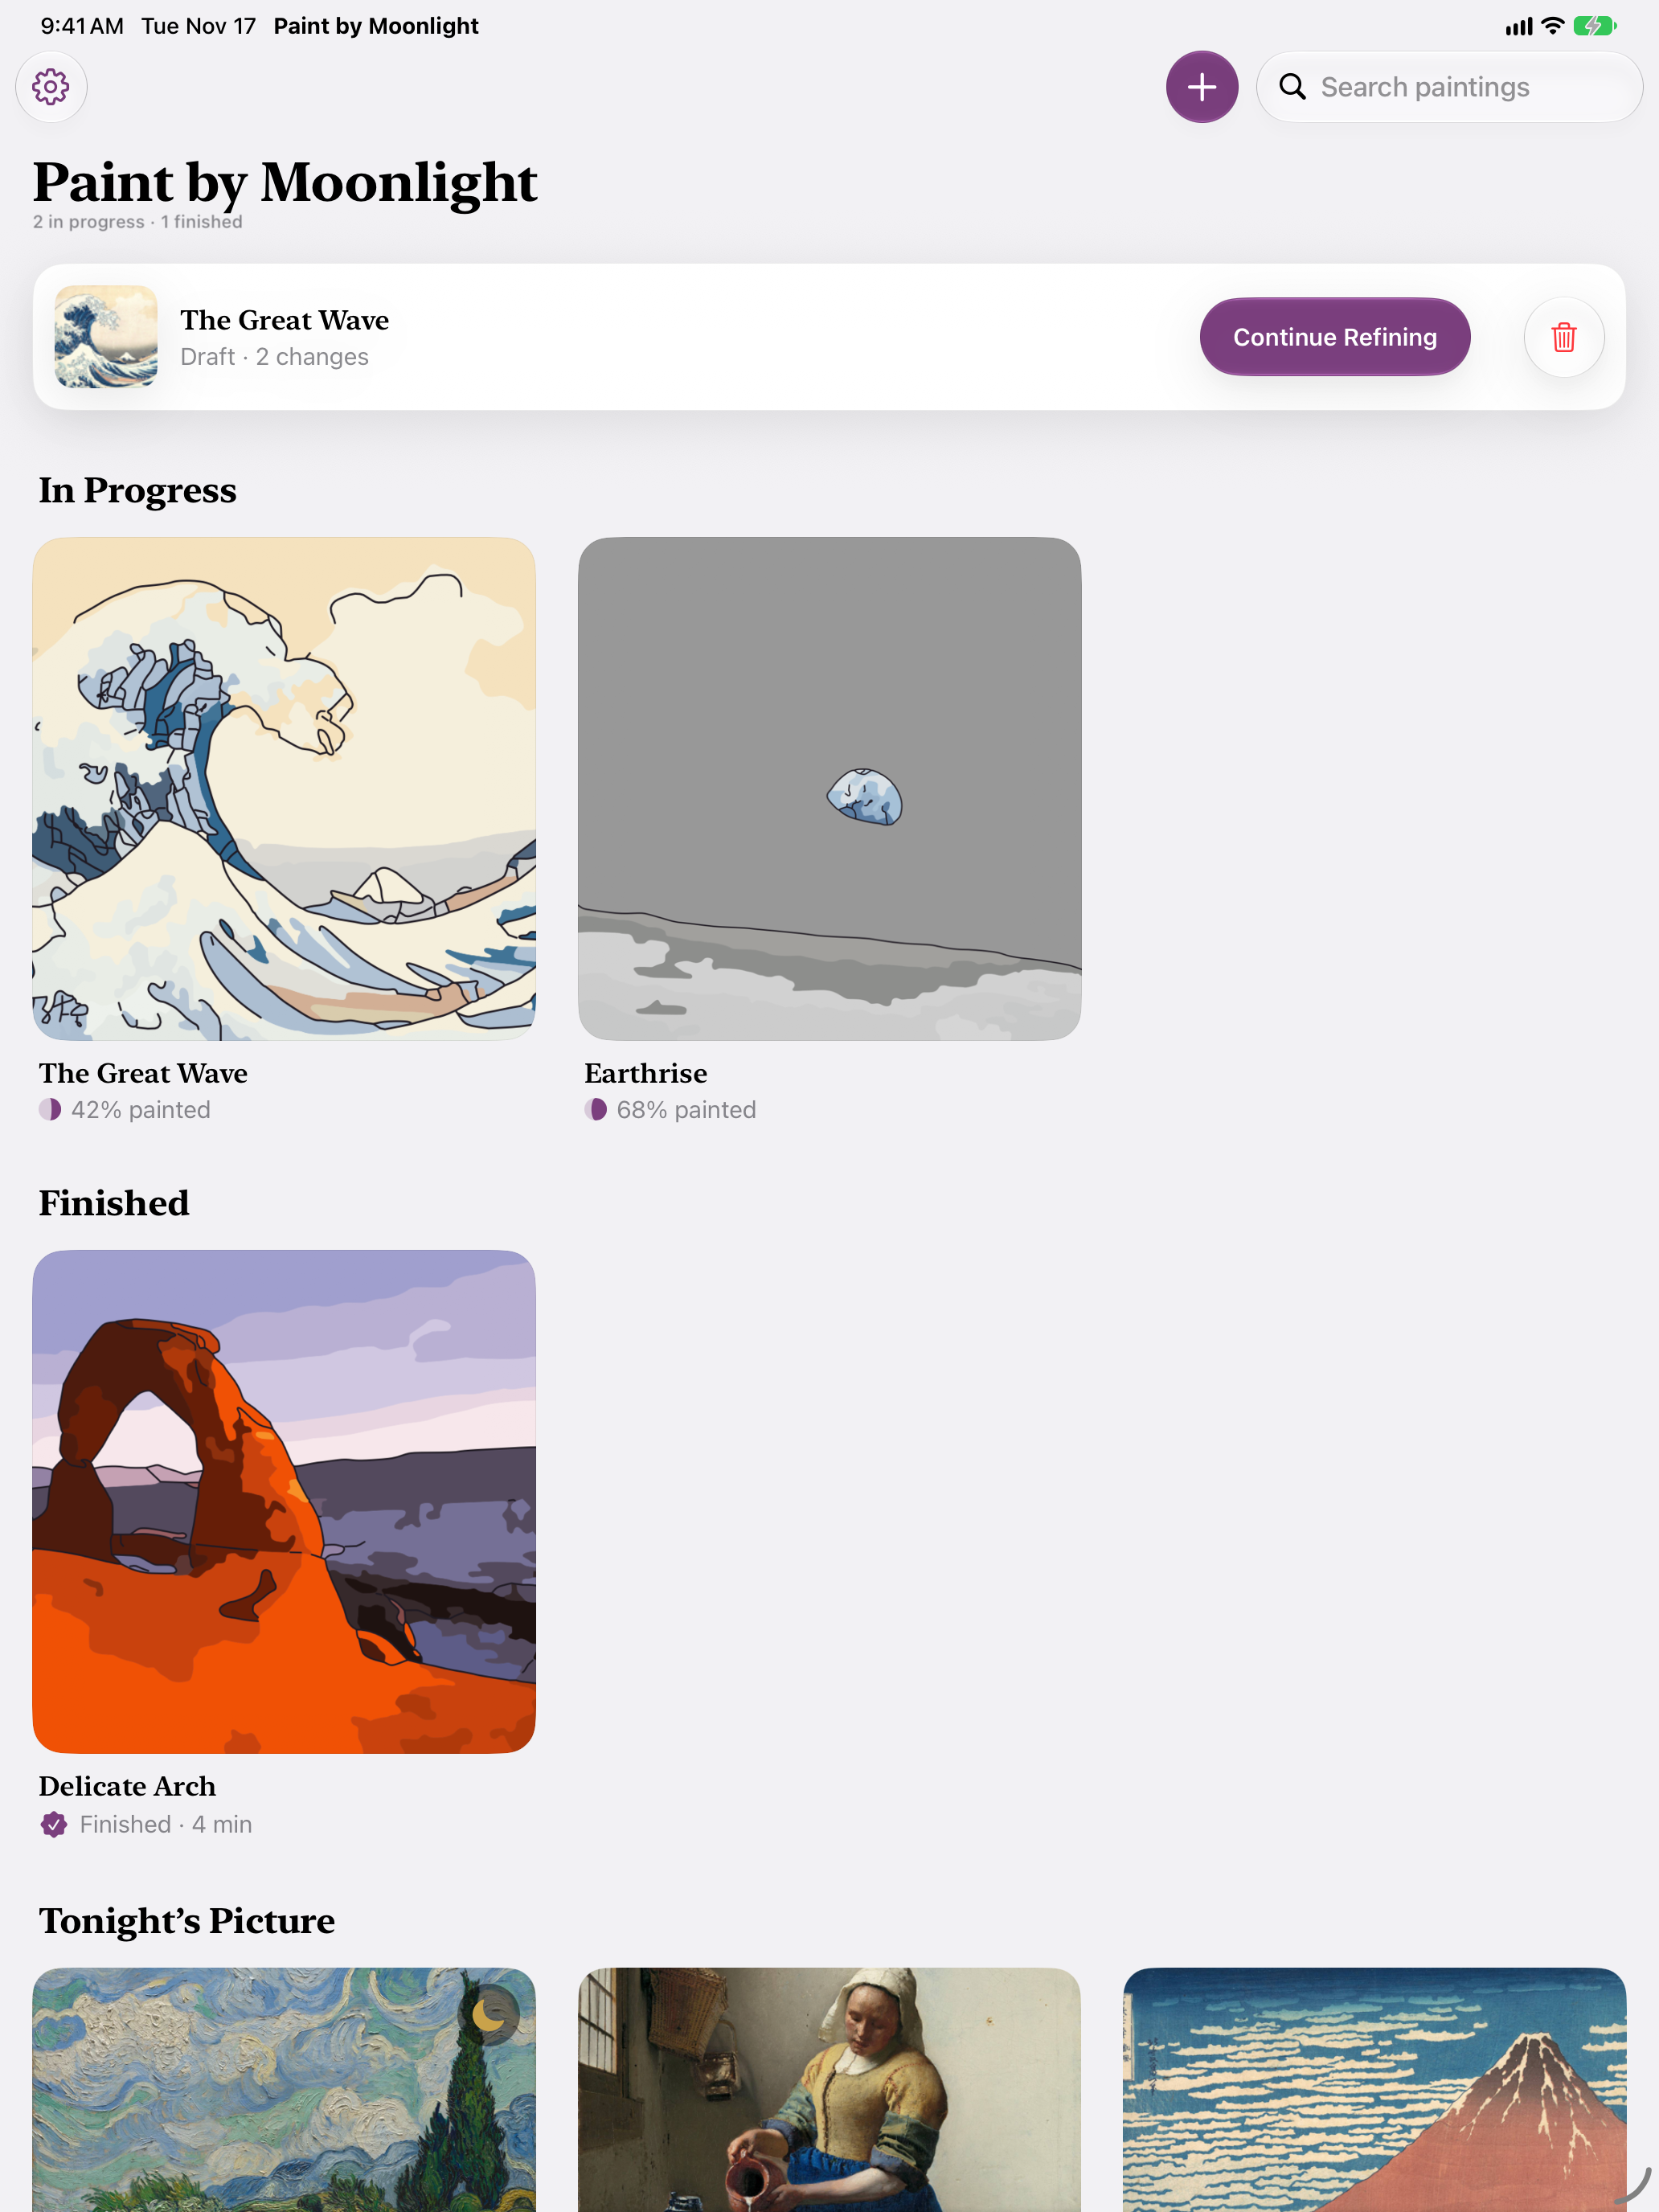 9:41 AM Tue Nov 17 Paint by Moonlight
Search paintings
Paint by Moonlight
2 in progress · 1 finished
The Great Wave
Draft · 2 changes
Continue Refining
In Progress
The Great Wave
42% painted
Earthrise
68% painted
Finished
Delicate Arch
Finished · 4 min
Tonight’s Picture